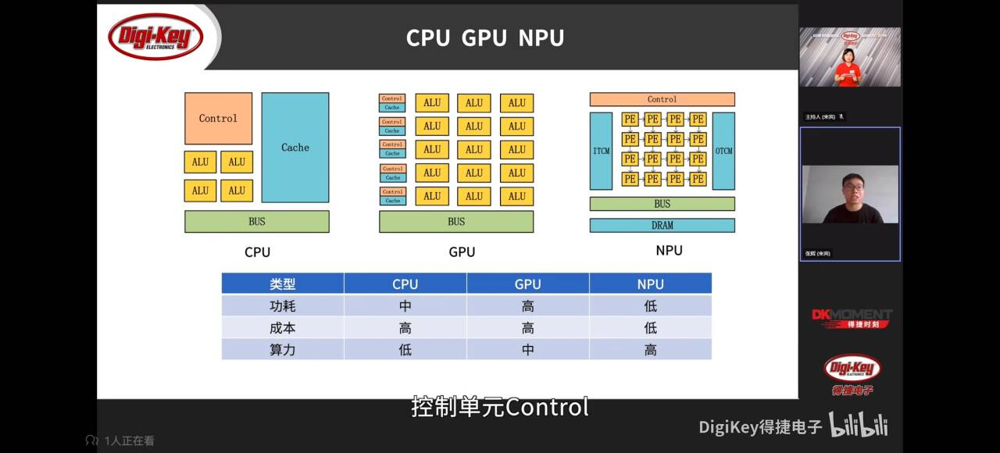 Digi-Key
ELECTRONICS
CPU GPU NPU
Control
Cache
ALU ALU
ALU ALU
BUS
CPU
Control
Cache
ALU ALU ALU
Control
Cache
ALU ALU ALU
Control
Cache
ALU ALU ALU
Control
Cache
ALU ALU ALU
Control
Cache
ALU ALU ALU
BUS
GPU
Control
ITCM
PE PE PE PE
PE PE PE PE
PE PE PE PE
PE PE PE PE
OTCM
BUS
DRAM
NPU
类型 CPU GPU NPU
功耗 中 高 低
成本 高 高 低
算力 低 中 高
控制单元Control
Digi-Key
主持人 (来宾)
张辉 (来宾)
DKMOMENT
得捷时刻
Digi-Key
ELECTRONICS
得捷电子
DigiKey得捷电子 bilibili
1人正在看